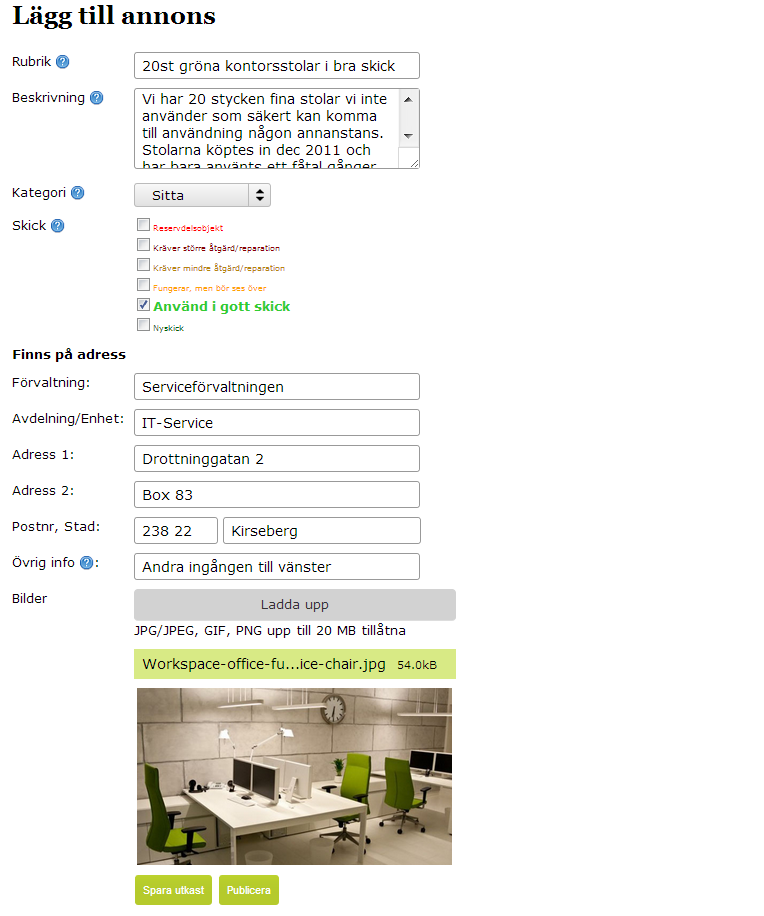 Lägg till annons
Rubrik
20st gröna kontorsstolar i bra skick
Beskrivning
Vi har 20 stycken fina stolar vi inte
använder som säkert kan komma
till användning någon annanstans.
Stolarna köptes in dec 2011 och
har bara använts ett fåtal gånger
Kategori
Sitta
Skick
Reservdelsobjekt
Kräver större åtgärd/reparation
Kräver mindre åtgärd/reparation
Fungerar, men bör ses över
Använd i gott skick
Nyskick
Finns på adress
Förvaltning: Serviceförvaltningen
Avdelning/Enhet: IT-Service
Adress 1: Drottninggatan 2
Adress 2: Box 83
Postnr, Stad: 238 22 Kirseberg
Övrig info : Andra ingången till vänster
Bilder Ladda upp
JPG/JPEG, GIF, PNG upp till 20 MB tillåtna
Workspace-office-fu...ice-chair.jpg 54.0kB
Spara utkast Publicera